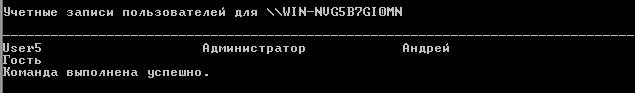 Учетные записи пользователей для \\WIN-NVG5B7GI0MN
-------------------------------------------------------------------------------
User5 Администратор Андрей
Гость
Команда выполнена успешно.